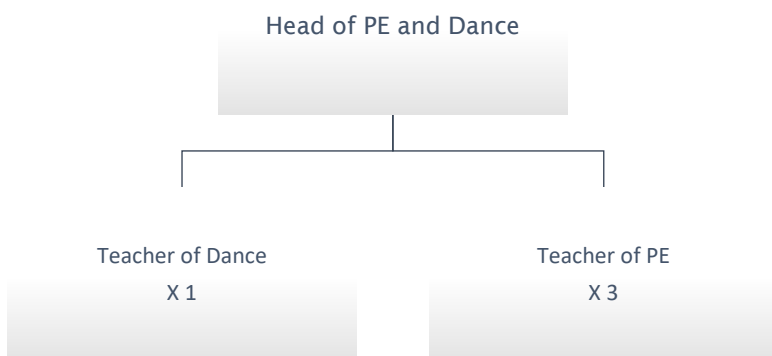 Head of PE and Dance
Teacher of Dance
X 1
Teacher of PE
X 3